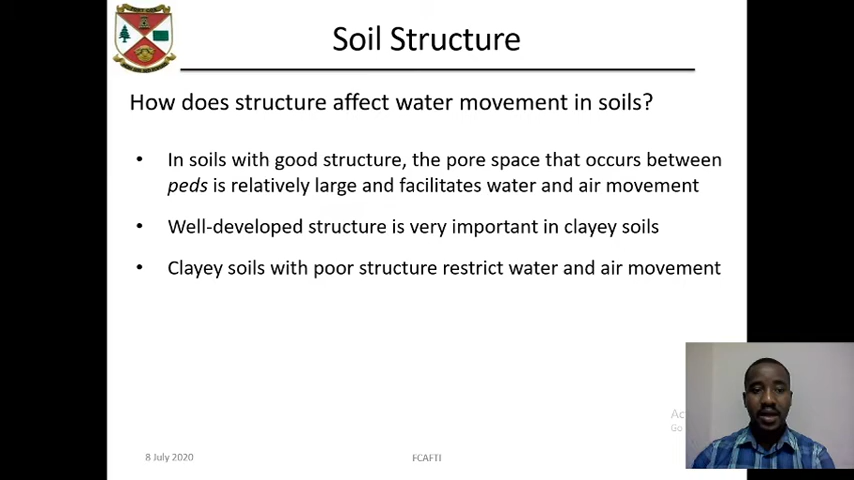 Soil Structure
How does structure affect water movement in soils?
• In soils with good structure, the pore space that occurs between
peds is relatively large and facilitates water and air movement
• Well-developed structure is very important in clayey soils
• Clayey soils with poor structure restrict water and air movement
Ac
Go
8 July 2020
FCAFTI